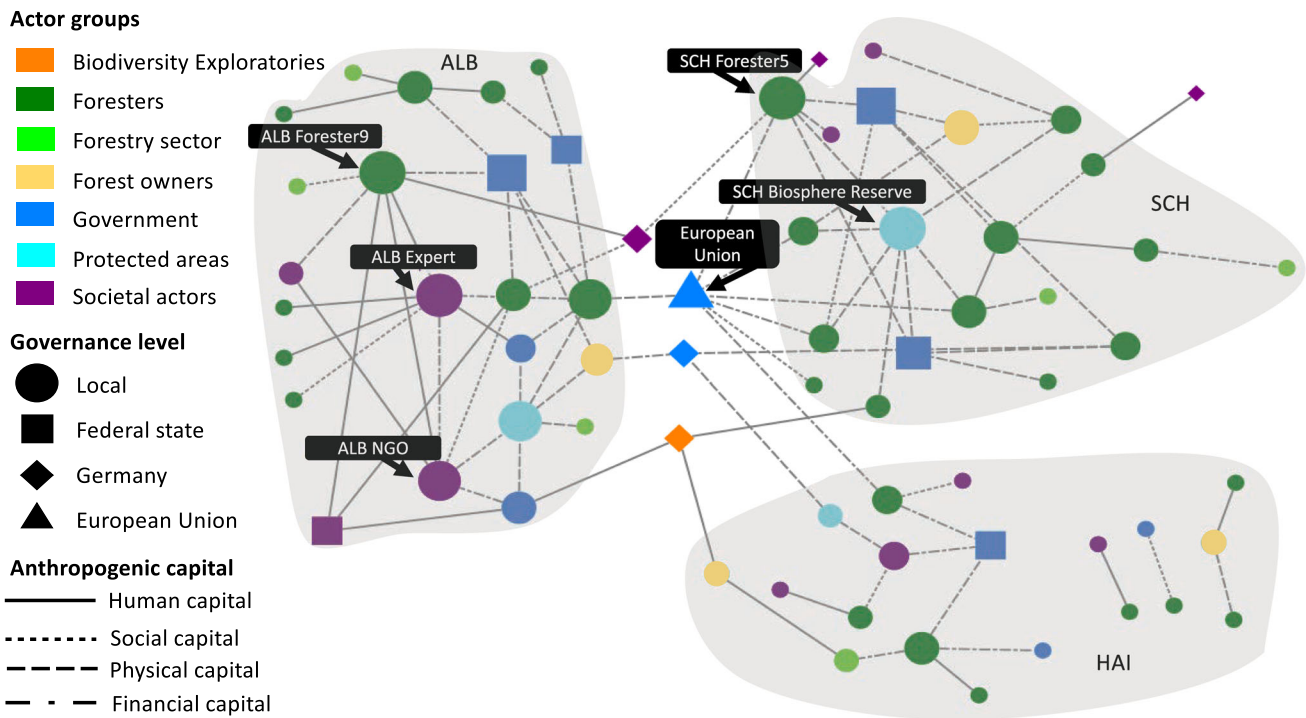 Actor groups
Biodiversity Exploratories
Foresters
Forestry sector
Forest owners
Government
Protected areas
Societal actors
Governance level
Local
Federal state
Germany
European Union
Anthropogenic capital
Human capital
Social capital
Physical capital
Financial capital
ALB
ALB Forester9
ALB Expert
ALB NGO
SCH Forester5
SCH Biosphere Reserve
European
Union
SCH
HAI